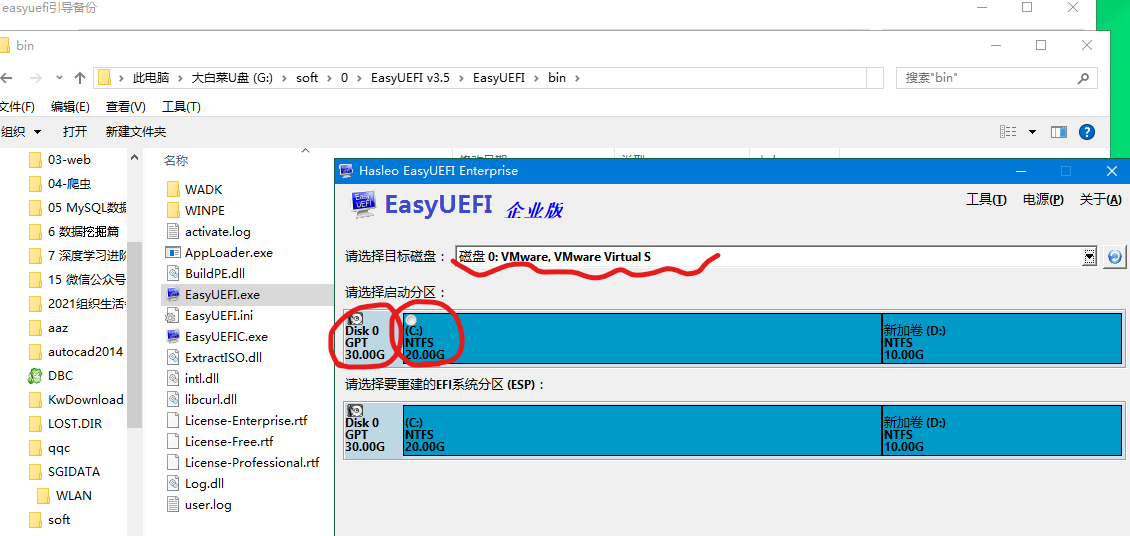 easyuefi引导备份
bin
此电脑 › 大白菜U盘 (G:) › soft › 0 › EasyUEFI v3.5 › EasyUEFI › bin ›
搜索"bin"
文件(F) 编辑(E) 查看(V) 工具(T)
组织 打开 新建文件夹
03-web
04-爬虫
05 MySQL数据
6 数据挖掘篇
7 深度学习进阶
15 微信公众号
2021组织生活
aaz
autocad2014
DBC
KwDownload
LOST.DIR
qqc
SGIDATA
WLAN
soft
名称
WADK
WINPE
activate.log
AppLoader.exe
BuildPE.dll
EasyUEFI.exe
EasyUEFI.ini
EasyUEFIC.exe
ExtractISO.dll
intl.dll
libcurl.dll
License-Enterprise.rtf
License-Free.rtf
License-Professional.rtf
Log.dll
user.log
Hasleo EasyUEFI Enterprise
EasyUEFI 企业版
工具(T) 电源(P) 关于(A)
请选择目标磁盘：
磁盘 0: VMware, VMware Virtual S
请选择启动分区：
Disk 0
GPT
30.00G
(C:)
NTFS
20.00G
新加卷 (D:)
NTFS
10.00G
请选择要重建的EFI系统分区 (ESP)：
Disk 0
GPT
30.00G
(C:)
NTFS
20.00G
新加卷 (D:)
NTFS
10.00G